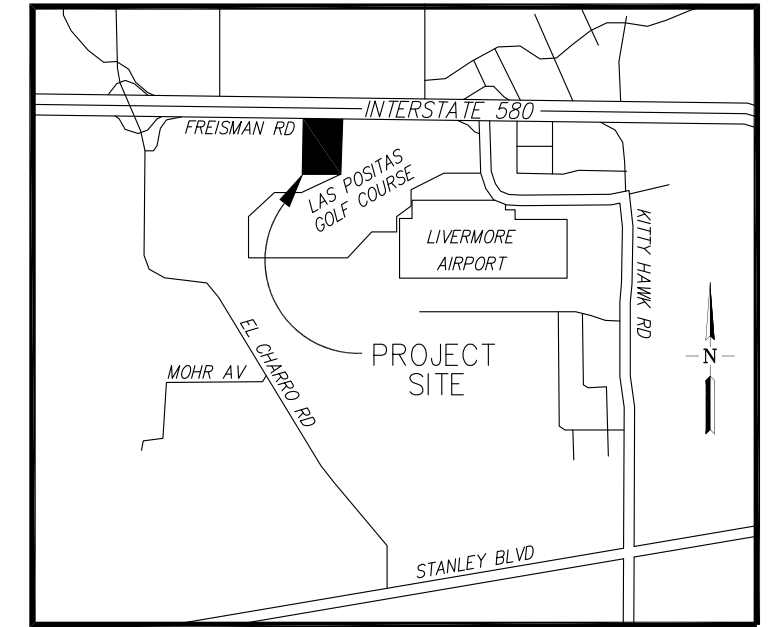 INTERSTATE 580
FREISMAN RD
LAS POSITAS
GOLF COURSE
LIVERMORE
AIRPORT
KITTY HAWK RD
EL CHARRO RD
PROJECT
SITE
N
MOHR AV
STANLEY BLVD